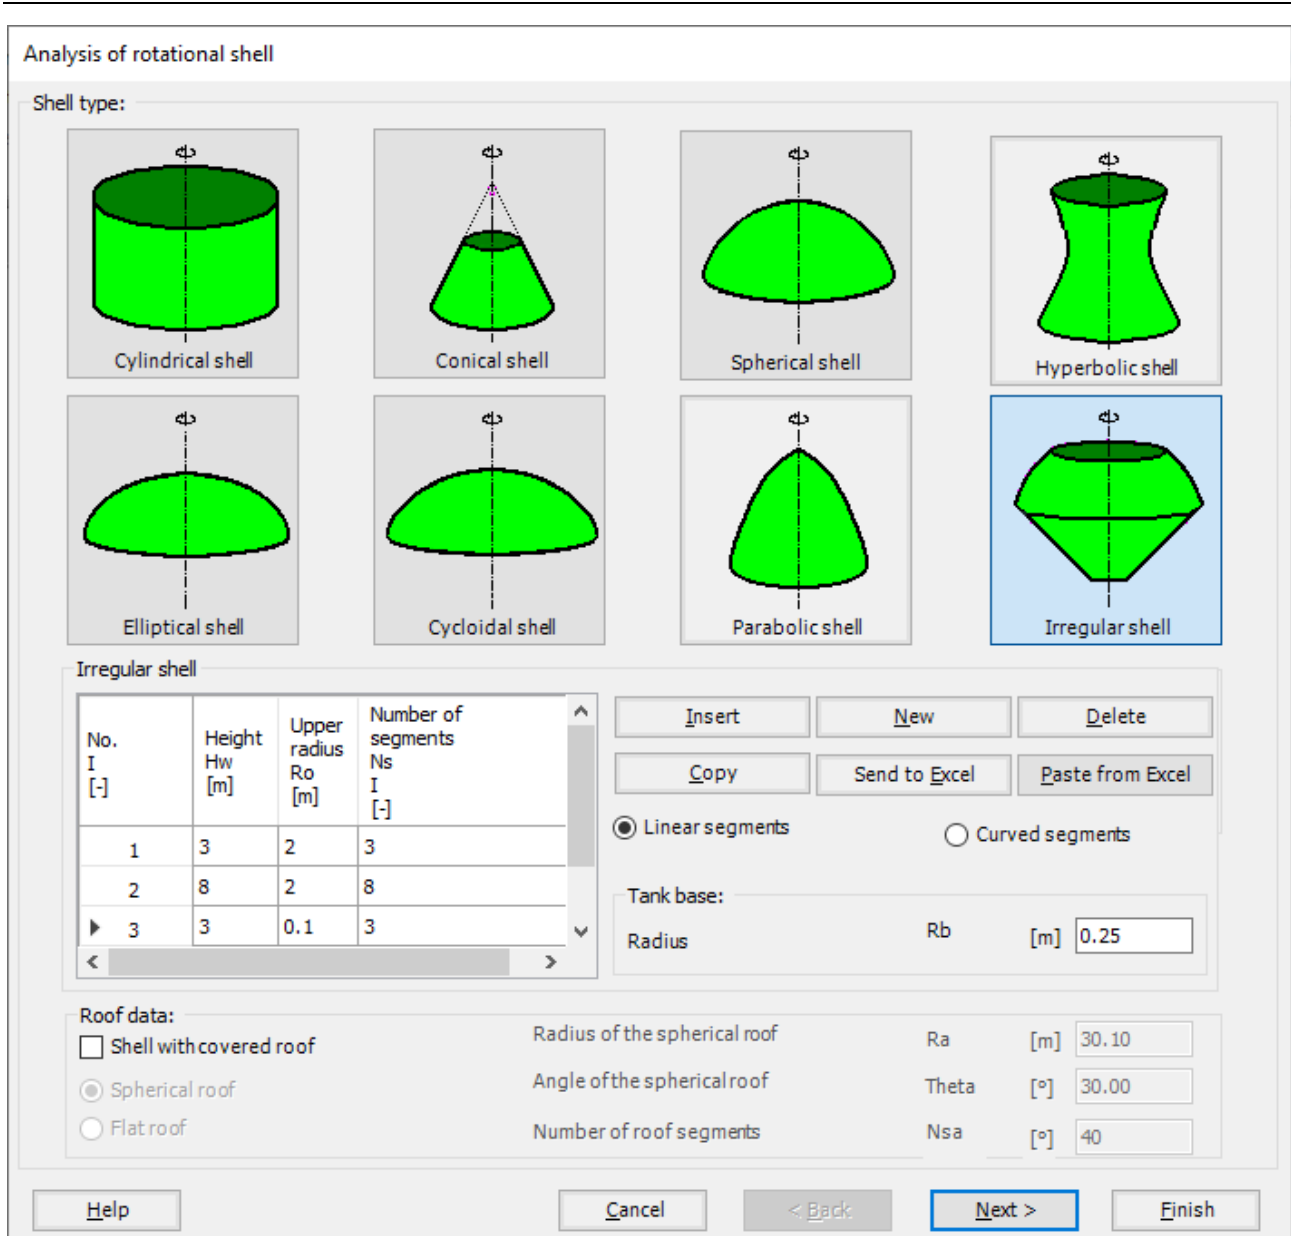 Analysis of rotational shell
Shell type:
Cylindrical shell
Conical shell
Spherical shell
Hyperbolic shell
Elliptical shell
Cycloidal shell
Parabolic shell
Irregular shell
Irregular shell
No.
I
[-]
Height
Hw
[m]
Upper
radius
Ro
[m]
Number of
segments
Ns
I
[-]
1 3 2 3
2 8 2 8
3 3 0.1 3
Insert New Delete
Copy Send to Excel Paste from Excel
Linear segments Curved segments
Tank base:
Radius Rb [m] 0.25
Roof data:
Shell with covered roof
Spherical roof
Flat roof
Radius of the spherical roof Ra [m] 30.10
Angle of the spherical roof Theta [°] 30.00
Number of roof segments Nsa [°] 40
Help Cancel < Back Next > Finish